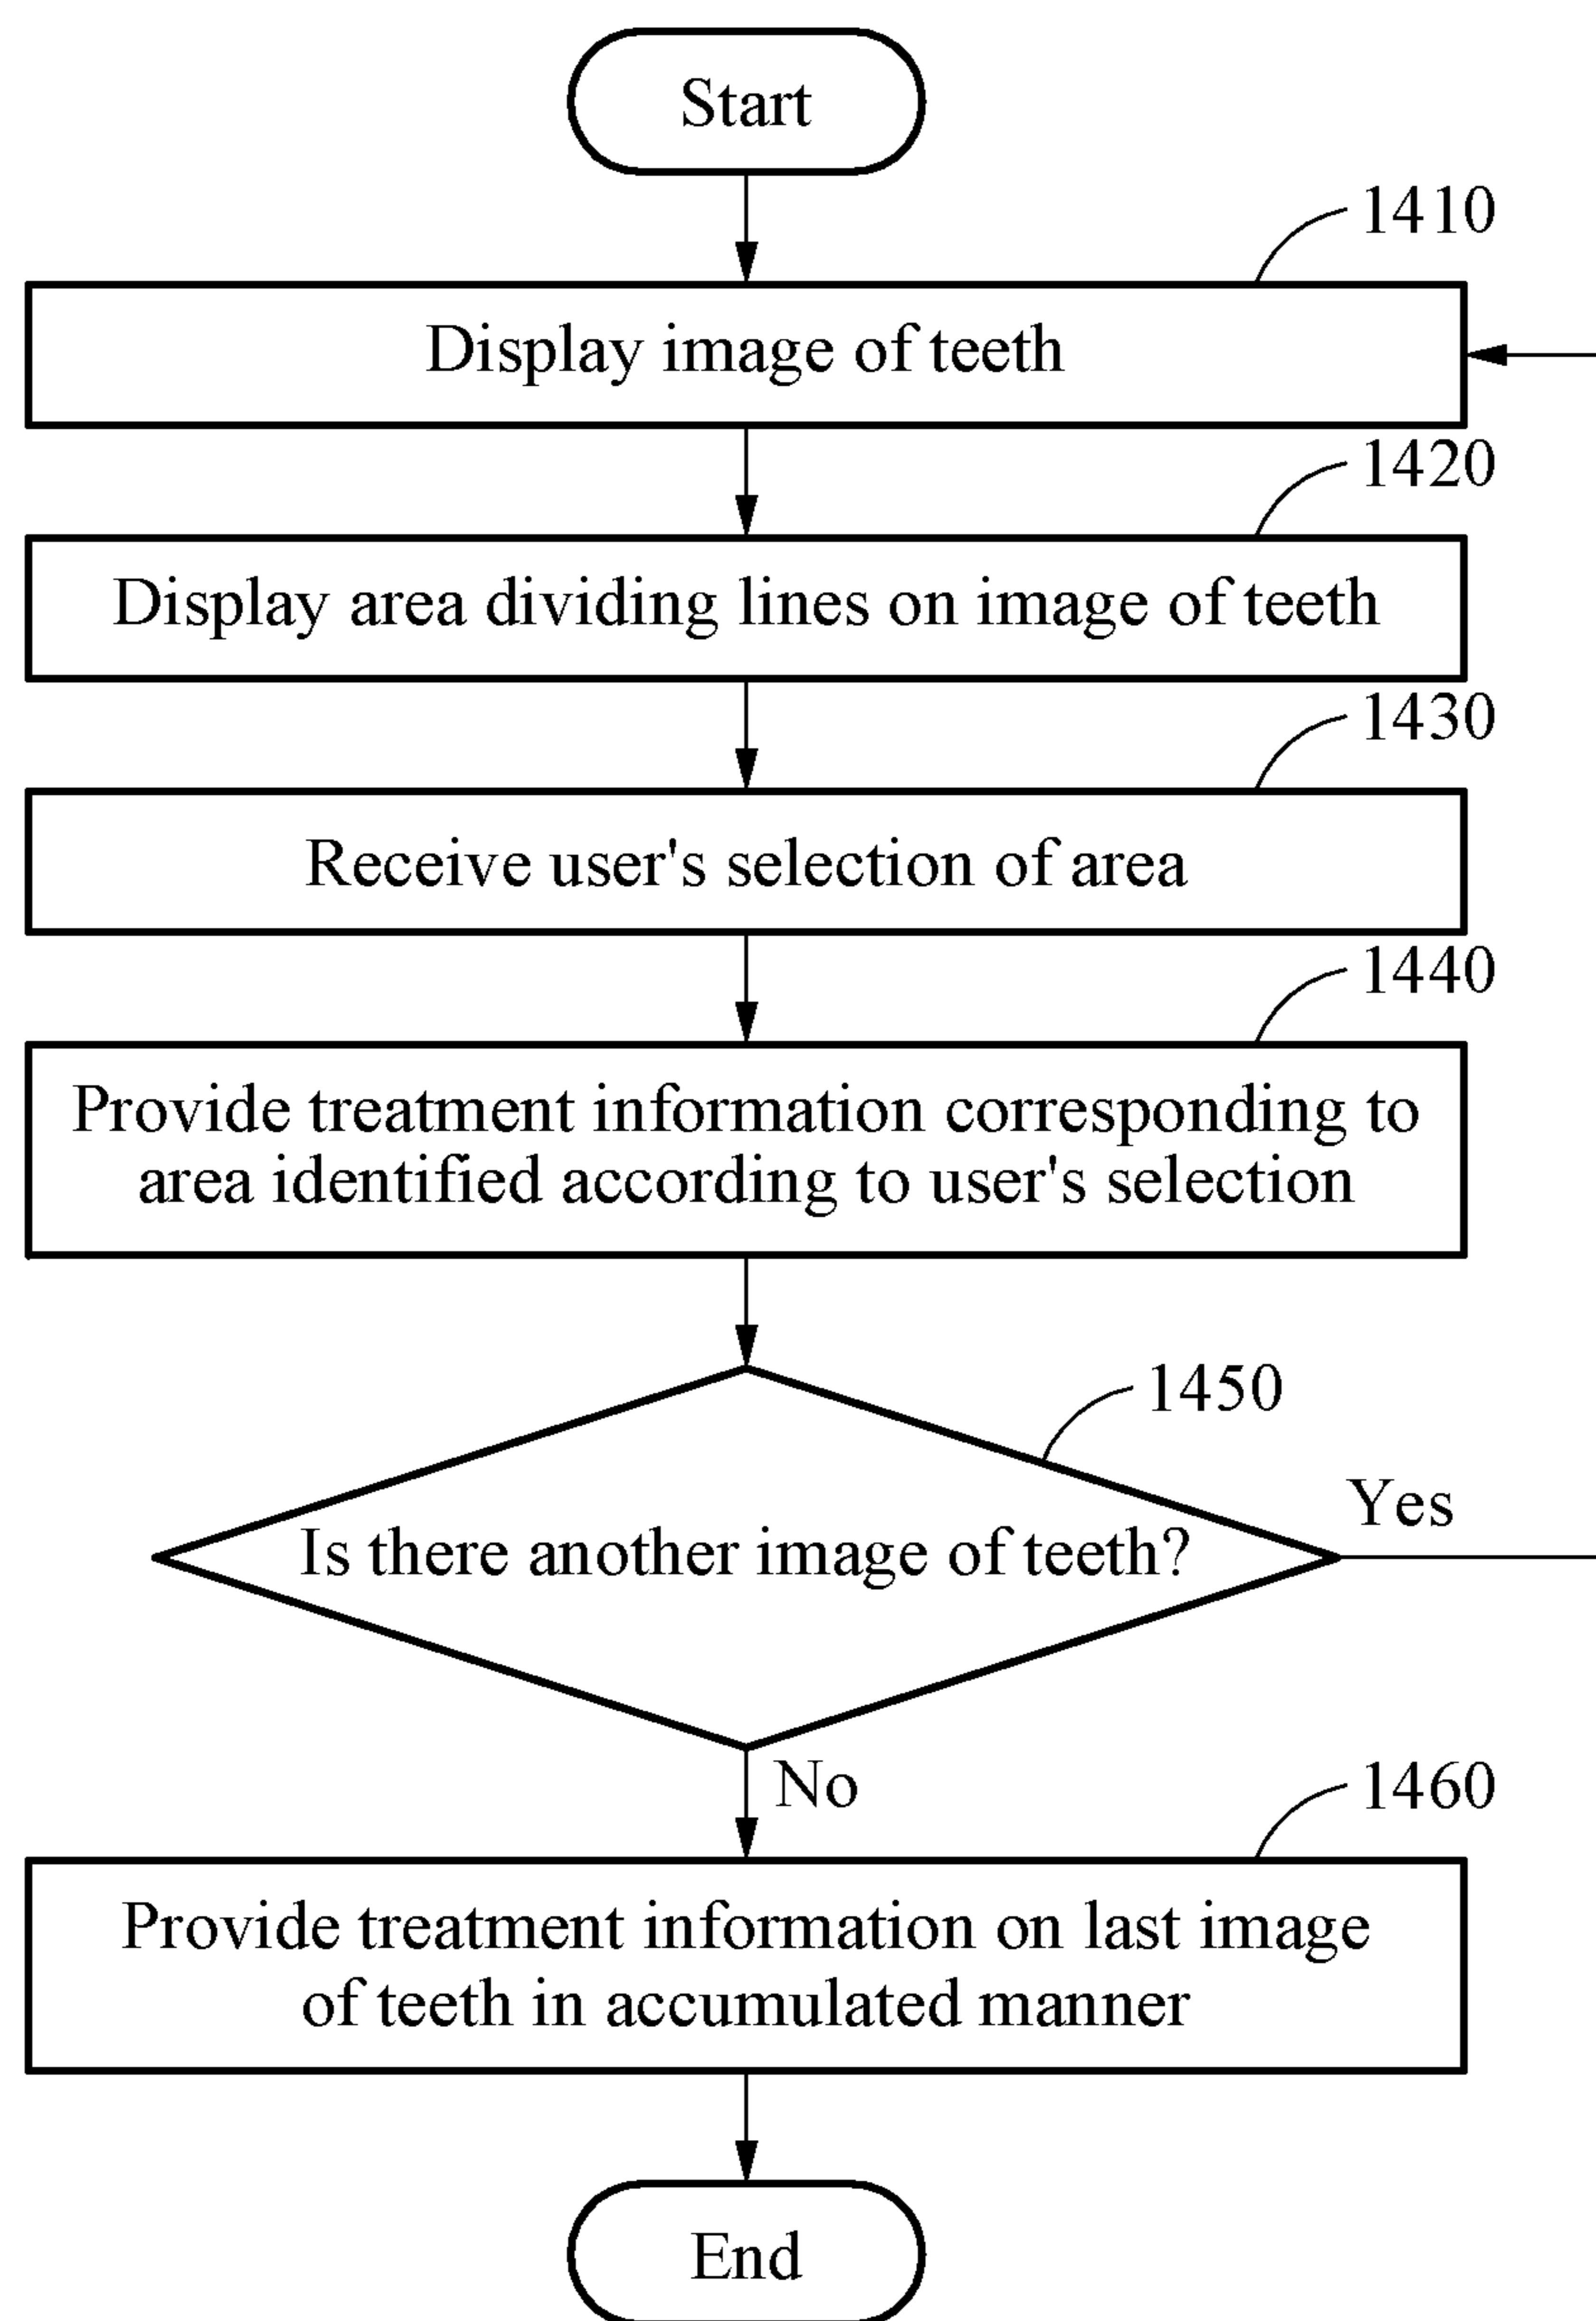 Start
1410
Display image of teeth
1420
Display area dividing lines on image of teeth
1430
Receive user's selection of area
1440
Provide treatment information corresponding to
area identified according to user's selection
1450
Yes
Is there another image of teeth?
No
1460
Provide treatment information on last image
of teeth in accumulated manner
End